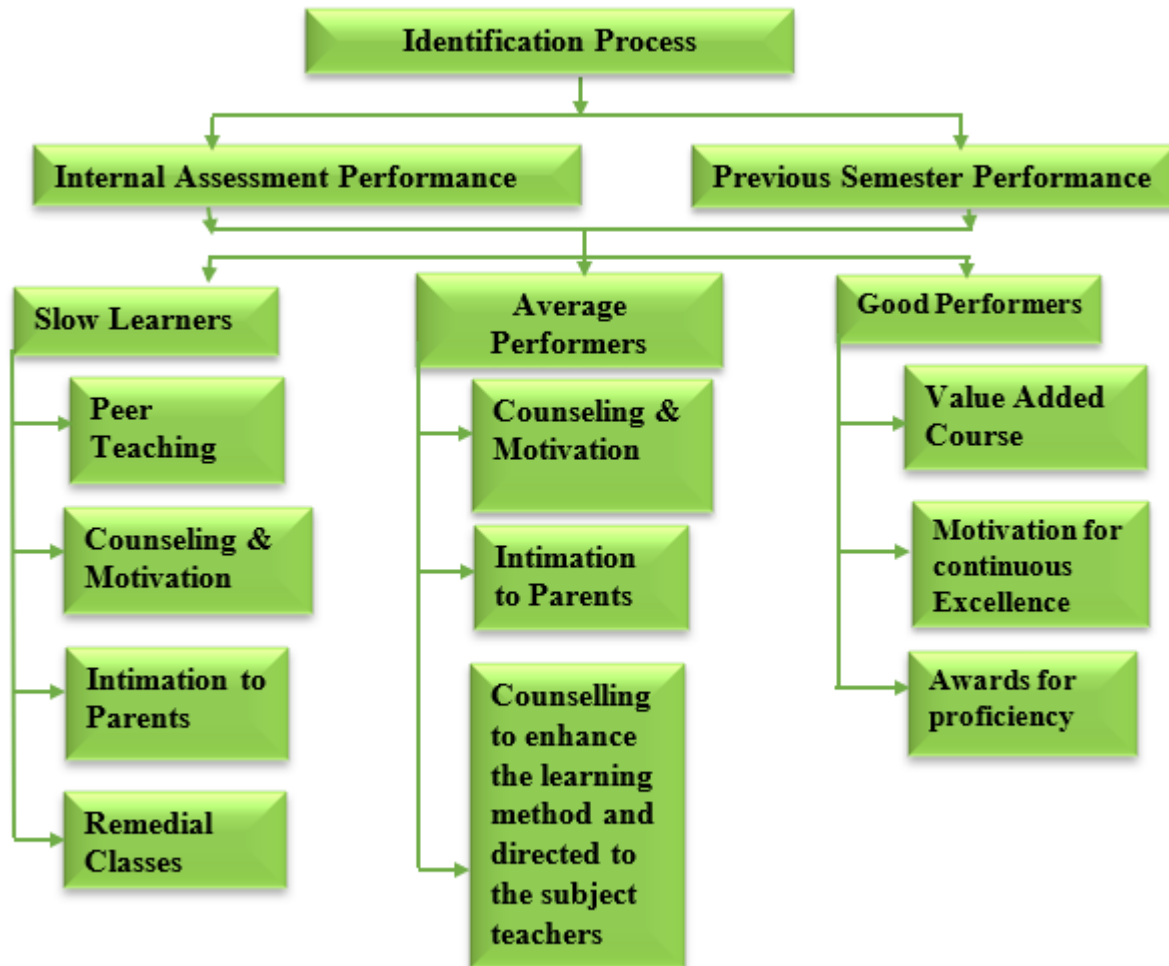 Identification Process
Internal Assessment Performance
Previous Semester Performance
Slow Learners
Peer
Teaching
Counseling &
Motivation
Intimation to
Parents
Remedial
Classes
Average
Performers
Counseling &
Motivation
Intimation
to Parents
Counselling
to enhance
the learning
method and
directed to
the subject
teachers
Good Performers
Value Added
Course
Motivation for
continuous
Excellence
Awards for
proficiency